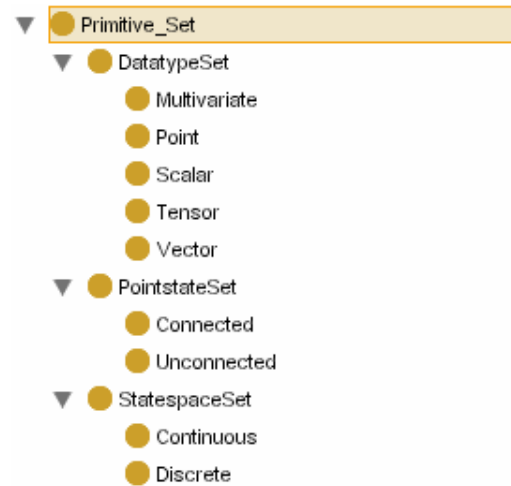 Primitive_Set
DatatypeSet
Multivariate
Point
Scalar
Tensor
Vector
PointstateSet
Connected
Unconnected
StatespaceSet
Continuous
Discrete